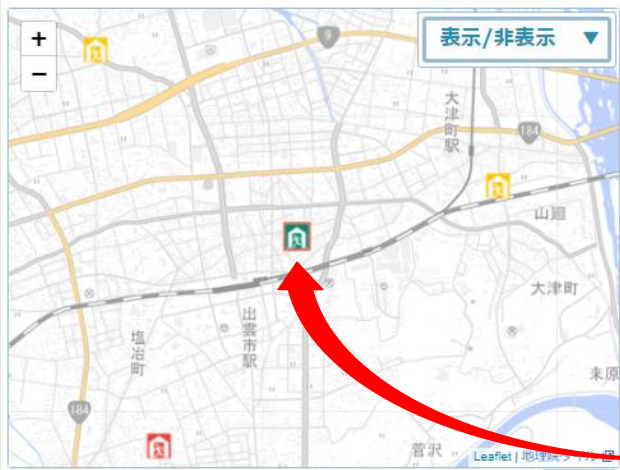 +
−
表示/非表示 ▼
9
大津町駅
184
山廻
大津町
出雲市駅
塩冶町
来原
184
菅沢
Leaflet | 地理院タイル